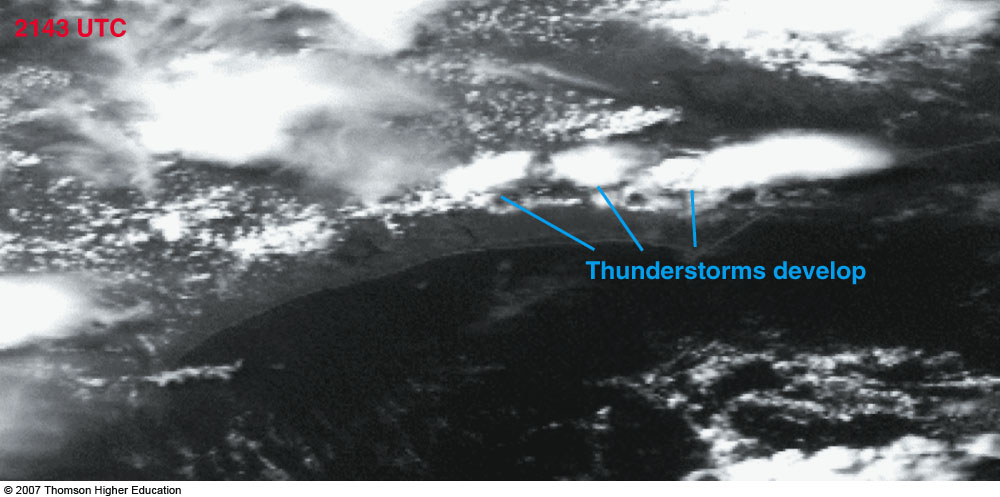 2143 UTC
Thunderstorms develop
© 2007 Thomson Higher Education